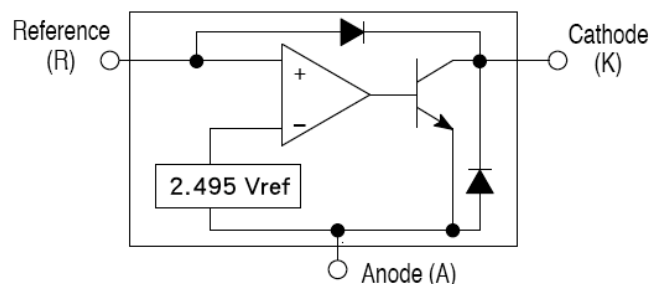 Reference
(R)
Cathode
(K)
+
−
2.495 Vref
Anode (A)